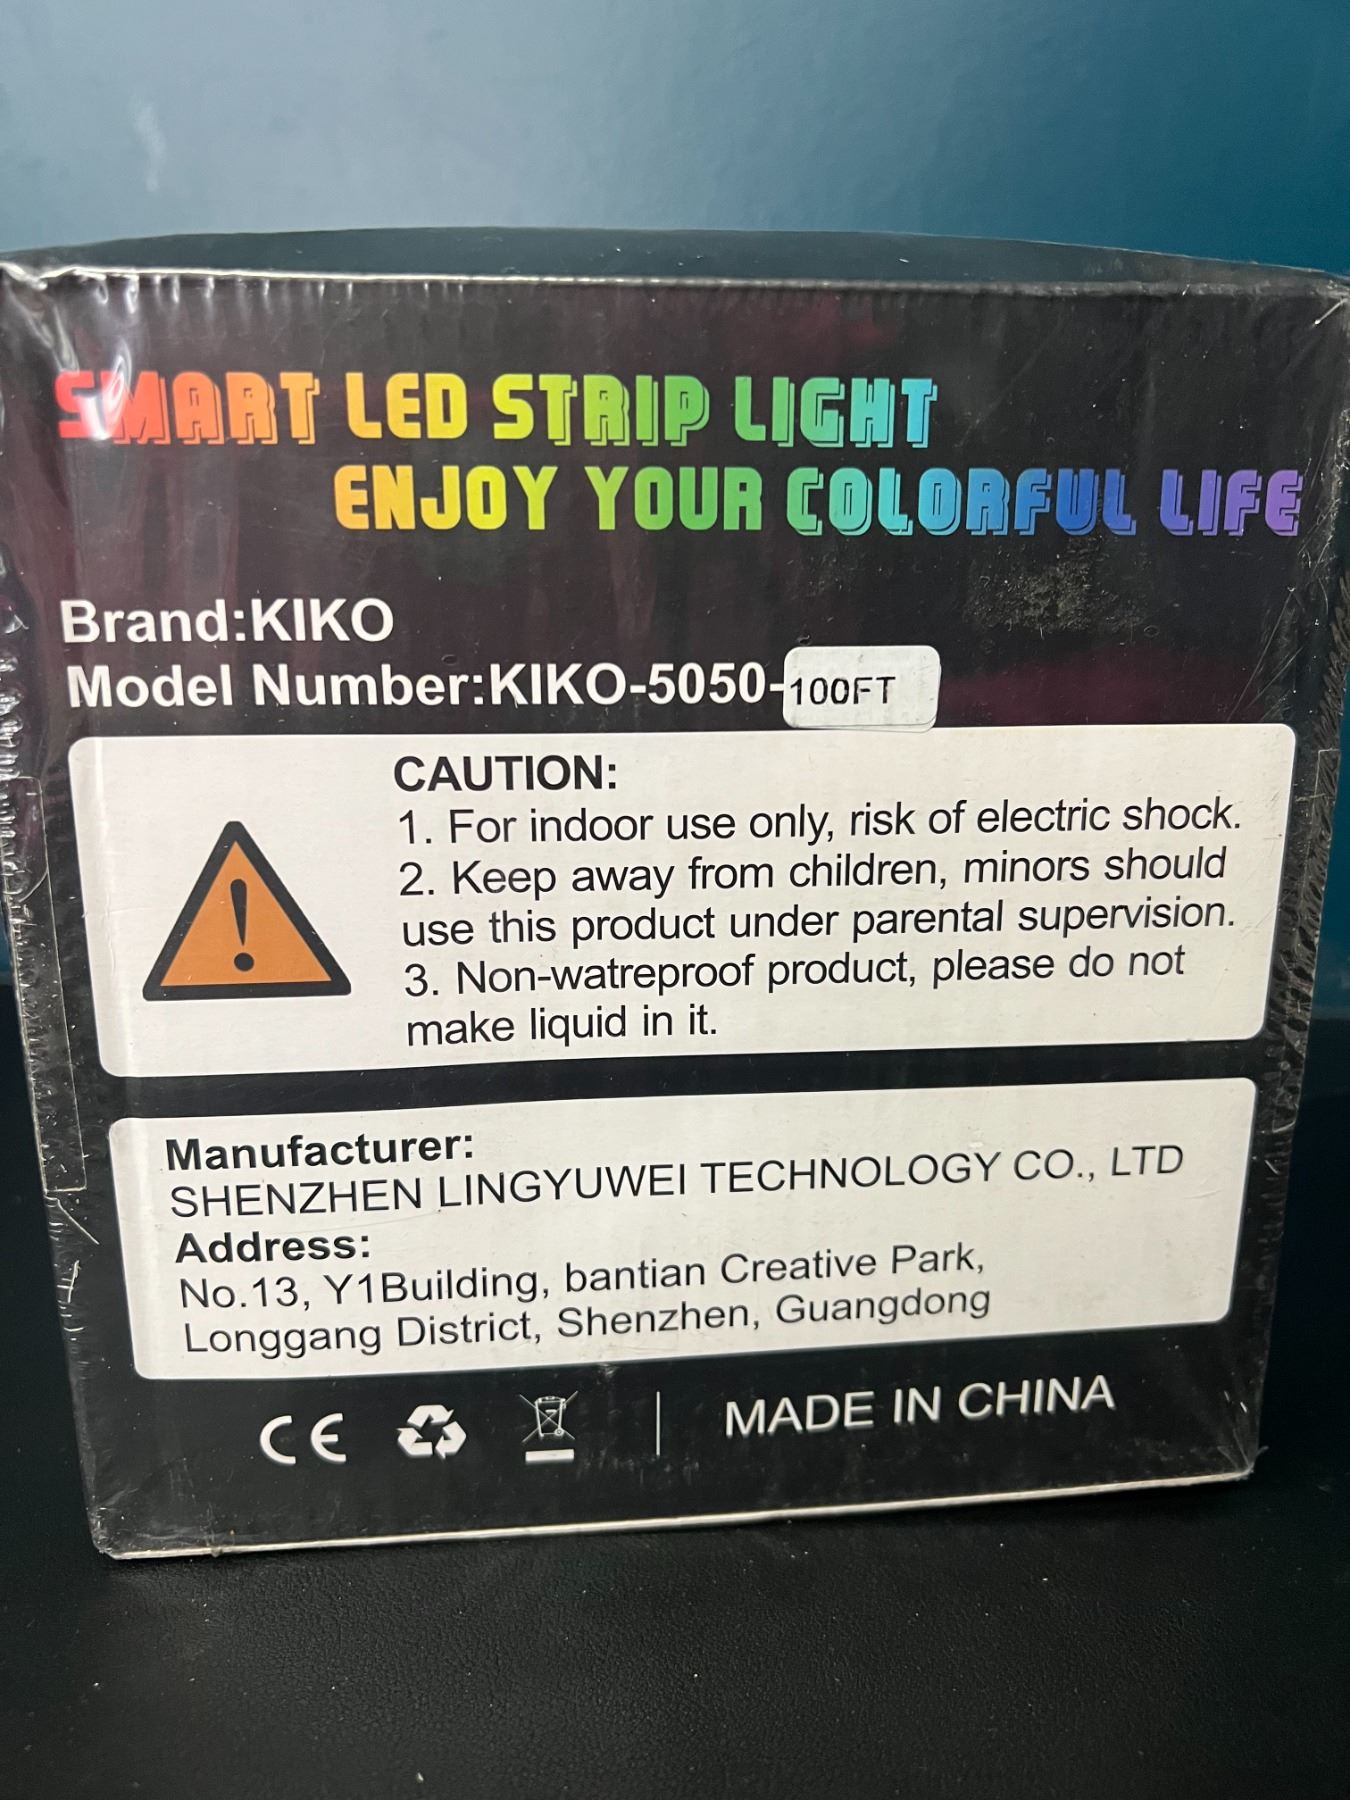 SMART LED STRIP LIGHT
ENJOY YOUR COLORFUL LIFE
Brand:KIKO
Model Number:KIKO-5050-100FT
CAUTION:
1. For indoor use only, risk of electric shock.
2. Keep away from children, minors should
use this product under parental supervision.
3. Non-watreproof product, please do not
make liquid in it.
Manufacturer:
SHENZHEN LINGYUWEI TECHNOLOGY CO., LTD
Address:
No.13, Y1Building, bantian Creative Park,
Longgang District, Shenzhen, Guangdong
CE MADE IN CHINA